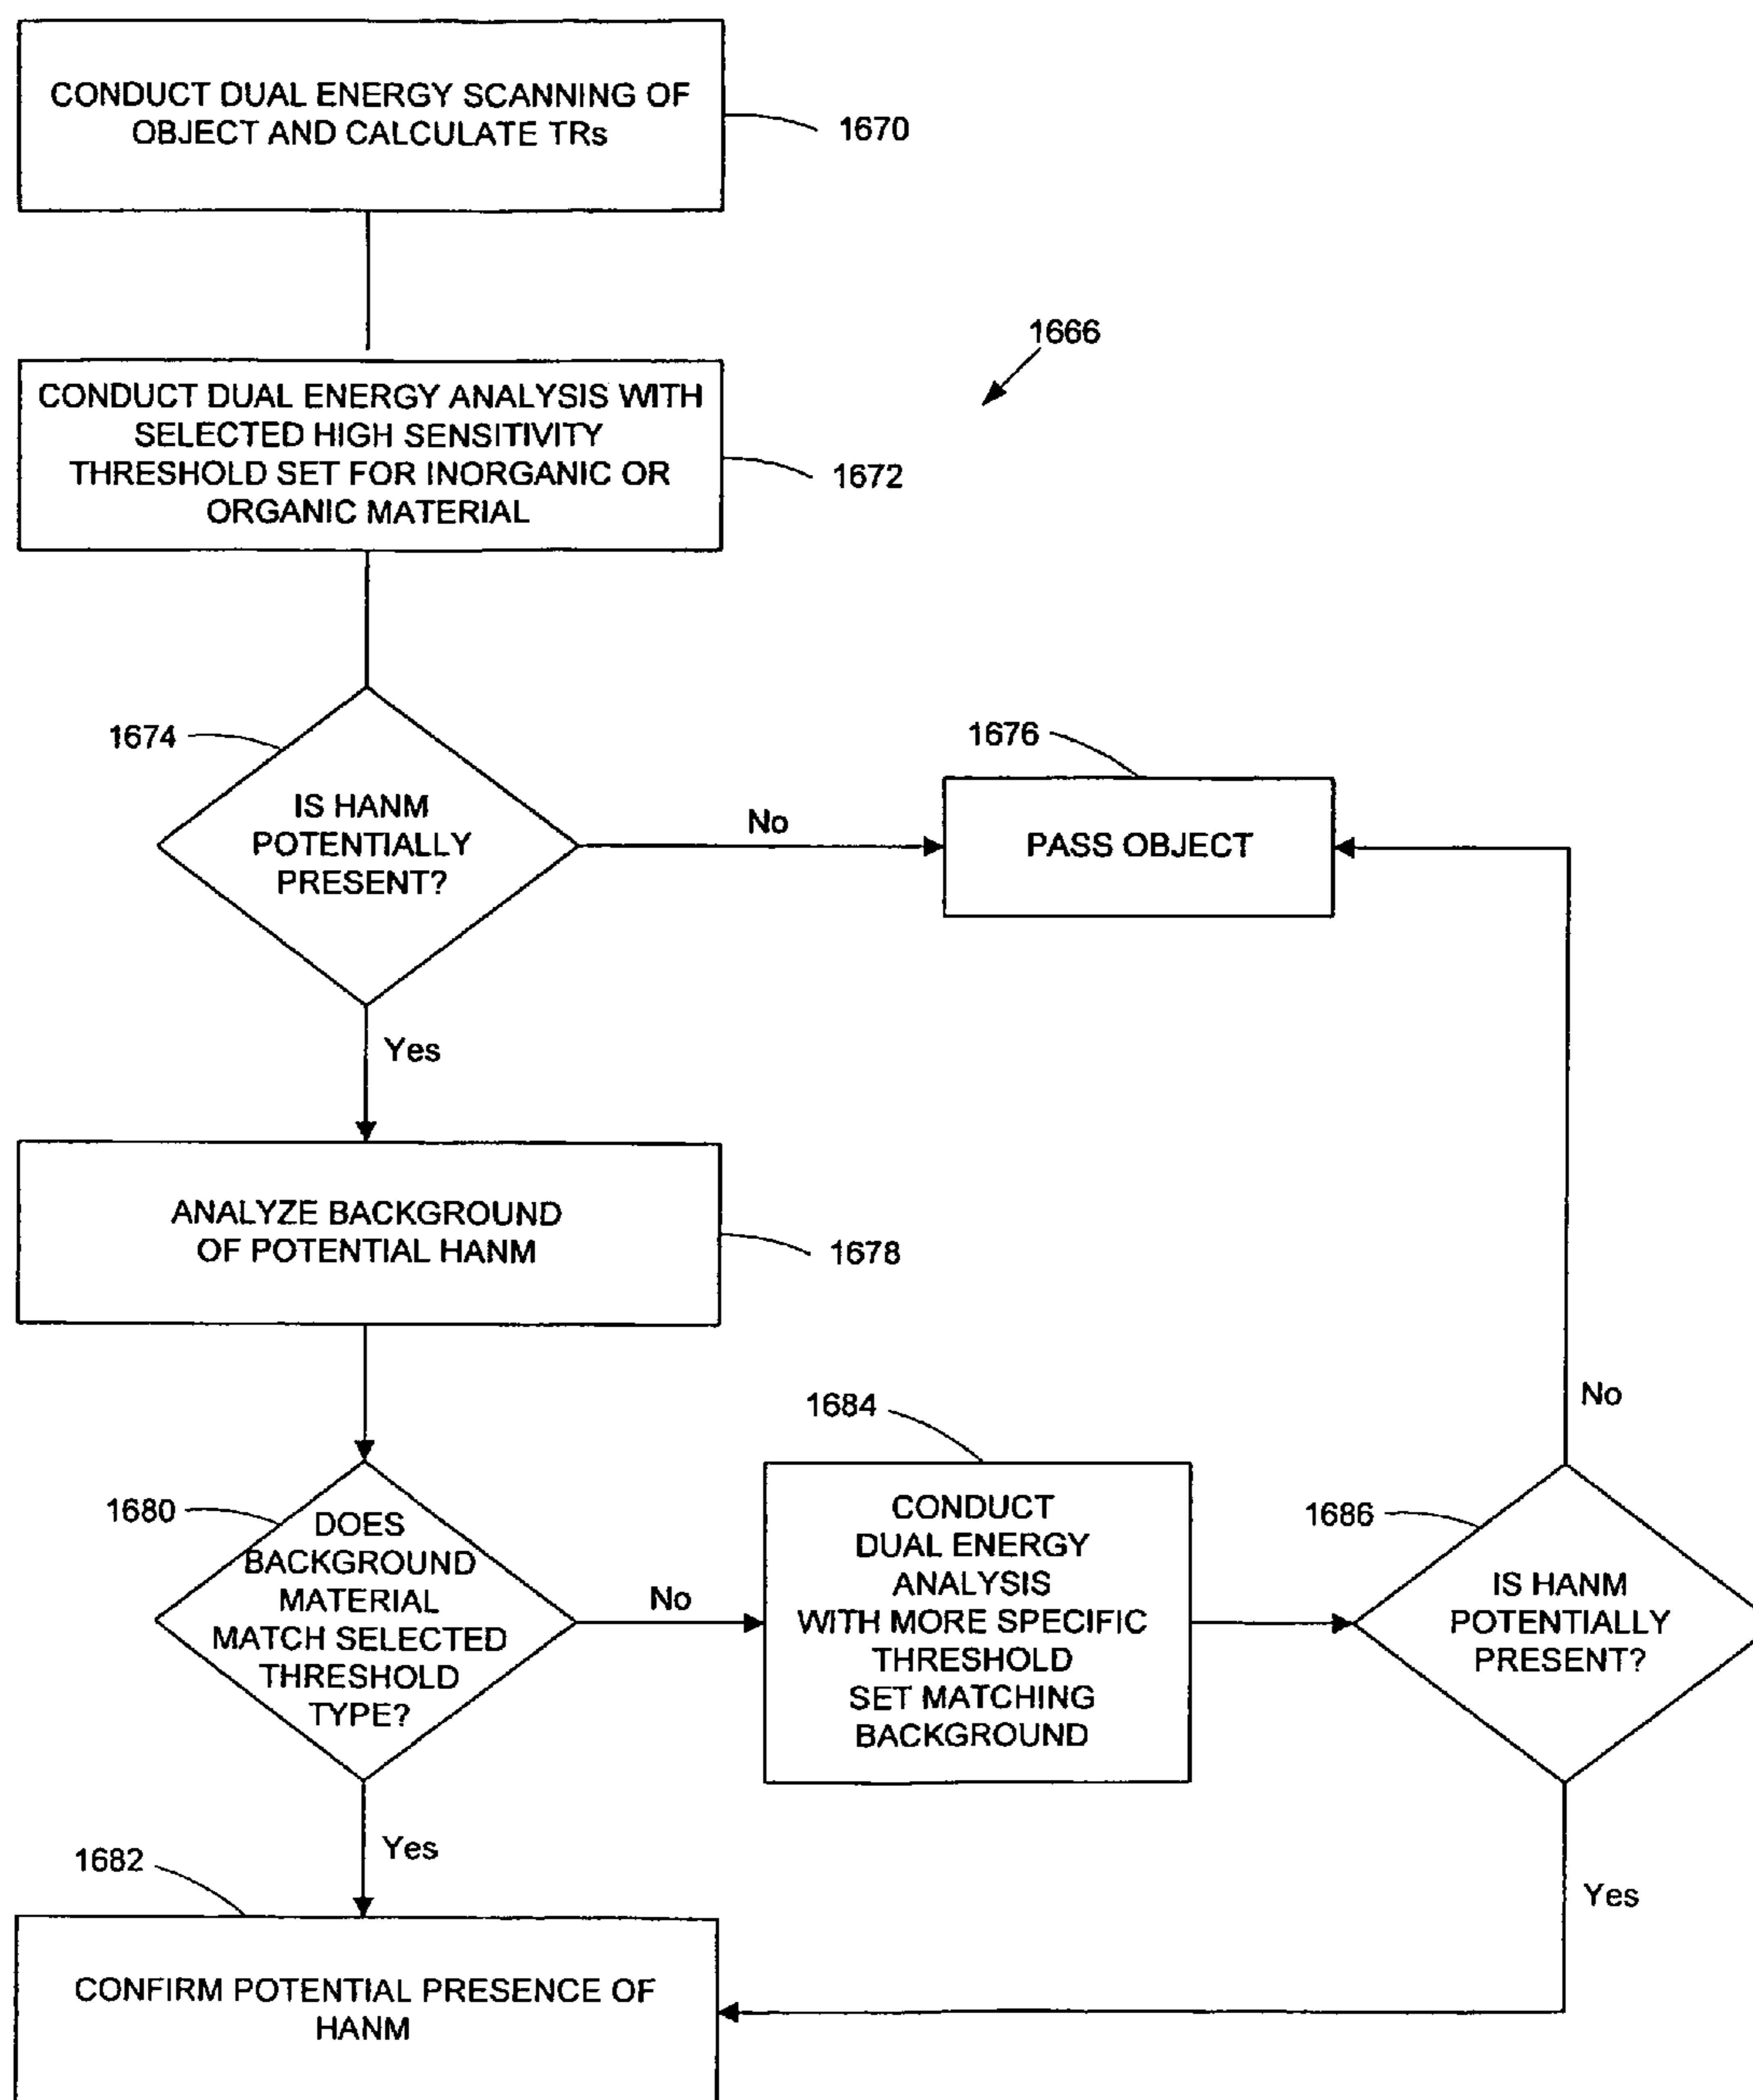 CONDUCT DUAL ENERGY SCANNING OF
OBJECT AND CALCULATE TRs
1670
1666
CONDUCT DUAL ENERGY ANALYSIS WITH
SELECTED HIGH SENSITIVITY
THRESHOLD SET FOR INORGANIC OR
ORGANIC MATERIAL
1672
1674
IS HANM
POTENTIALLY
PRESENT?
No
1676
PASS OBJECT
Yes
ANALYZE BACKGROUND
OF POTENTIAL HANM
1678
1680
DOES
BACKGROUND
MATERIAL
MATCH SELECTED
THRESHOLD
TYPE?
No
1684
CONDUCT
DUAL ENERGY
ANALYSIS
WITH MORE SPECIFIC
THRESHOLD
SET MATCHING
BACKGROUND
1686
IS HANM
POTENTIALLY
PRESENT?
No
Yes
Yes
1682
CONFIRM POTENTIAL PRESENCE OF
HANM